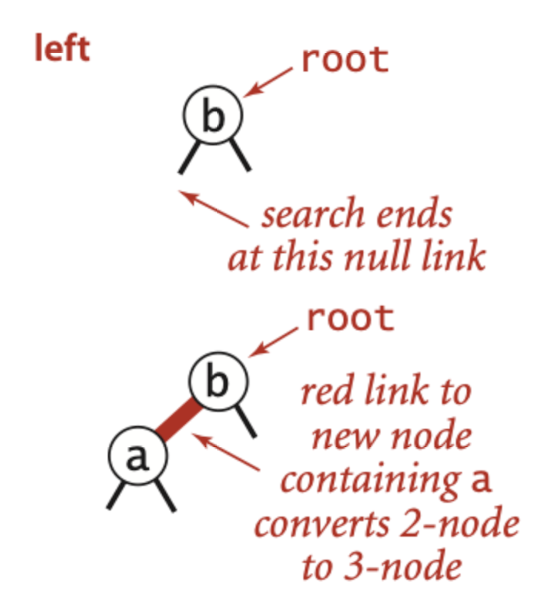 left
root
b
search ends
at this null link
root
b
red link to
new node
a
containing a
converts 2-node
to 3-node